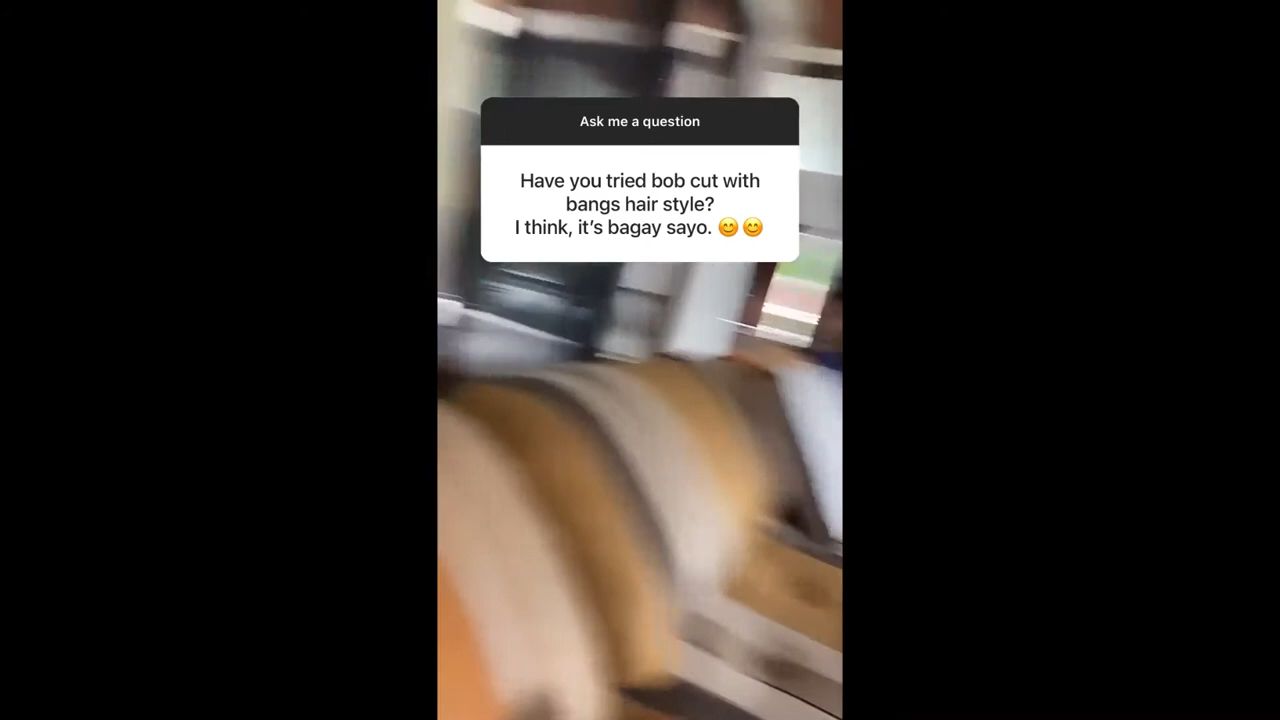 Ask me a question
Have you tried bob cut with
bangs hair style?
I think, it’s bagay sayo. 😊😊